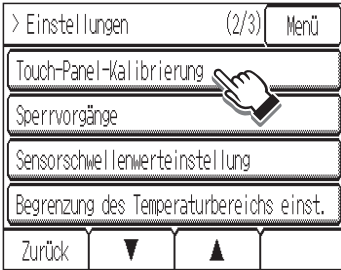 > Einstellungen (2/3) Menü
Touch-Panel-Kalibrierung
Sperrvorgänge
Sensorschwellenwerteinstellung
Begrenzung des Temperaturbereichs einst.
Zurück ▼ ▲